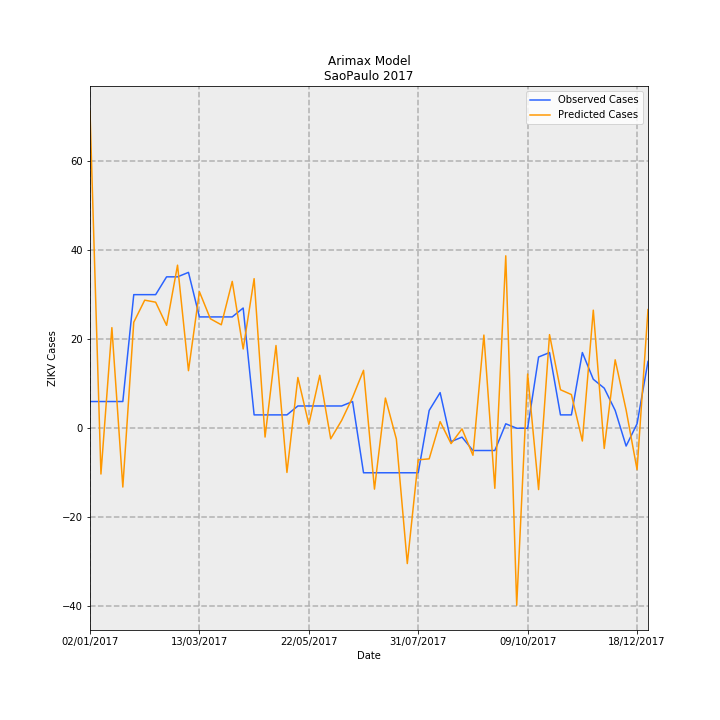 Arimax Model
SaoPaulo 2017
Observed Cases
Predicted Cases
ZIKV Cases
60
40
20
0
−20
−40
02/01/2017
13/03/2017
22/05/2017
31/07/2017
09/10/2017
18/12/2017
Date